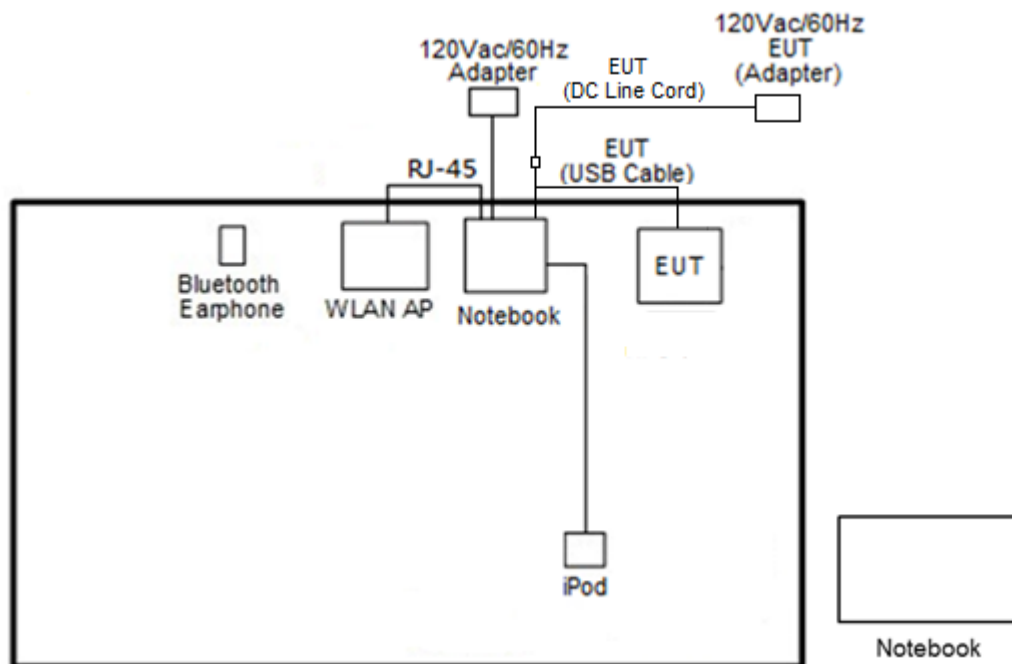 120Vac/60Hz
EUT
(Adapter)
120Vac/60Hz
Adapter
EUT
(DC Line Cord)
EUT
(USB Cable)
RJ-45
Bluetooth
Earphone
WLAN AP
Notebook
EUT
iPod
Notebook